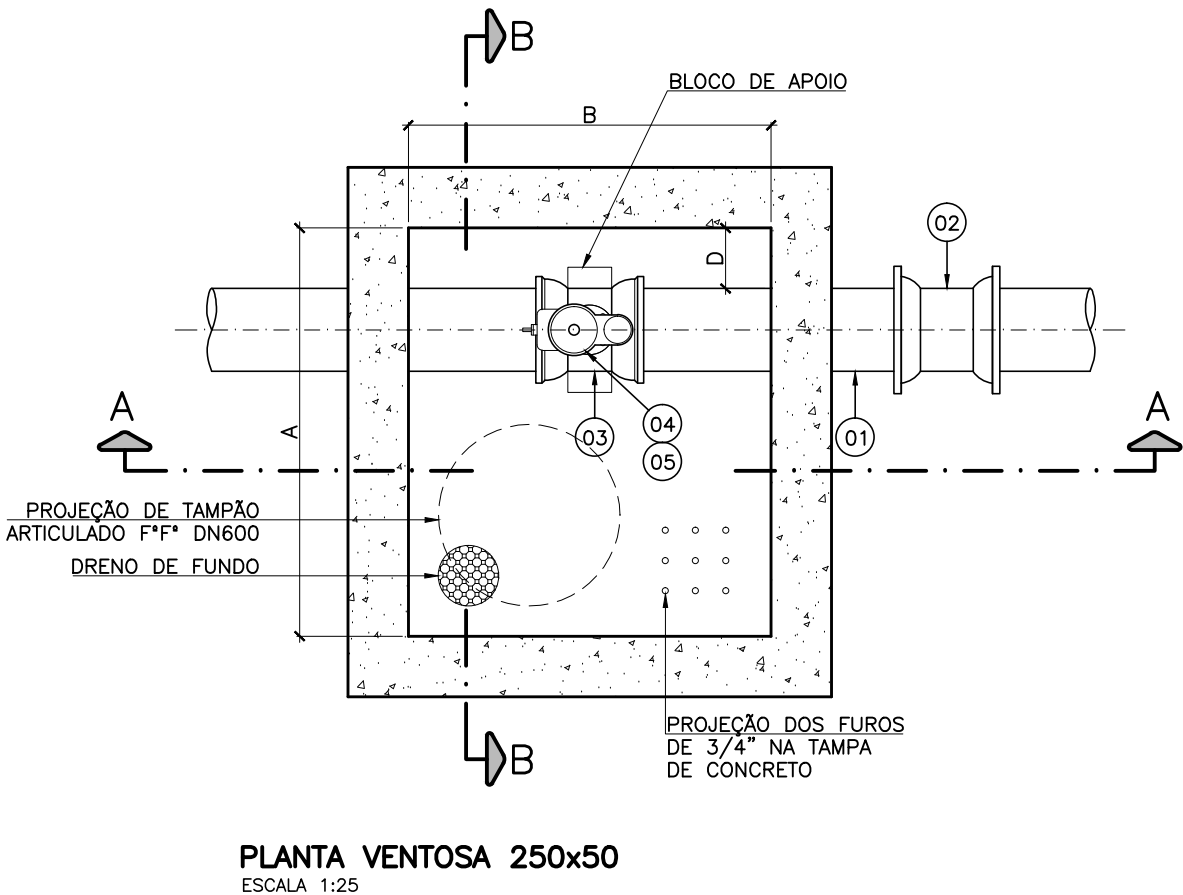 B
BLOCO DE APOIO
B
02
D
A
A
A
03
04
05
01
PROJEÇÃO DE TAMPÃO
ARTICULADO FªFª DN600
DRENO DE FUNDO
PROJEÇÃO DOS FUROS
DE 3/4” NA TAMPA
DE CONCRETO
B
PLANTA VENTOSA 250x50
ESCALA 1:25